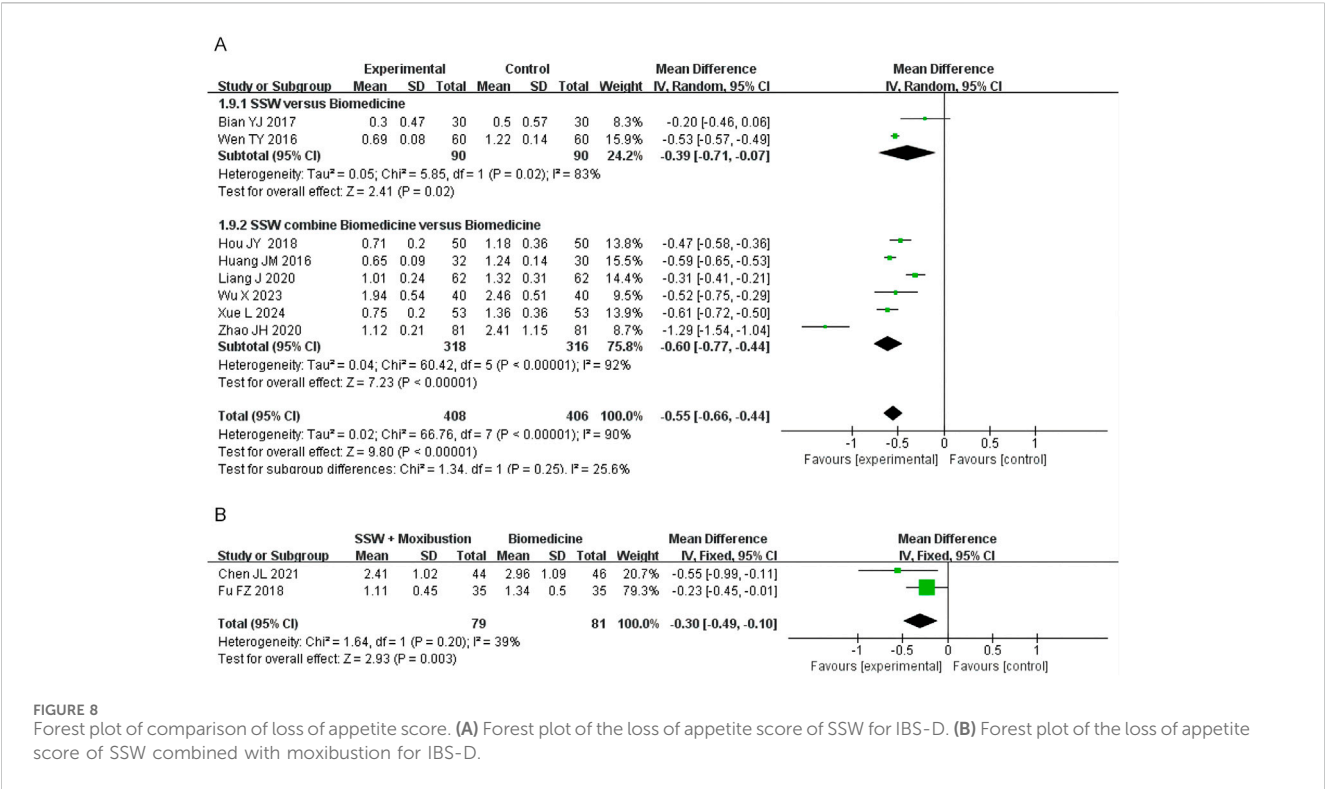 A
Experimental Control Mean Difference Mean Difference
Study or Subgroup Mean SD Total Mean SD Total Weight IV, Random, 95% CI IV, Random, 95% CI
1.9.1 SSW versus Biomedicine
Bian YJ 2017 0.3 0.47 30 0.5 0.57 30 8.3% -0.20 [-0.46, 0.06]
Wen TY 2016 0.69 0.08 60 1.22 0.14 60 15.9% -0.53 [-0.57, -0.49]
Subtotal (95% CI) 90 90 24.2% -0.39 [-0.71, -0.07]
Heterogeneity: Tau² = 0.05; Chi² = 5.85, df = 1 (P = 0.02); I² = 83%
Test for overall effect: Z = 2.41 (P = 0.02)
1.9.2 SSW combine Biomedicine versus Biomedicine
Hou JY 2018 0.71 0.2 50 1.18 0.36 50 13.8% -0.47 [-0.58, -0.36]
Huang JM 2016 0.65 0.09 32 1.24 0.14 30 15.5% -0.59 [-0.65, -0.53]
Liang J 2020 1.01 0.24 62 1.32 0.31 62 14.4% -0.31 [-0.41, -0.21]
Wu X 2023 1.94 0.54 40 2.46 0.51 40 9.5% -0.52 [-0.75, -0.29]
Xue L 2024 0.75 0.2 53 1.36 0.36 53 13.9% -0.61 [-0.72, -0.50]
Zhao JH 2020 1.12 0.21 81 2.41 1.15 81 8.7% -1.29 [-1.54, -1.04]
Subtotal (95% CI) 318 316 75.8% -0.60 [-0.77, -0.44]
Heterogeneity: Tau² = 0.04; Chi² = 60.42, df = 5 (P < 0.00001); I² = 92%
Test for overall effect: Z = 7.23 (P < 0.00001)
Total (95% CI) 408 406 100.0% -0.55 [-0.66, -0.44]
Heterogeneity: Tau² = 0.02; Chi² = 66.76, df = 7 (P < 0.00001); I² = 90%
Test for overall effect: Z = 9.80 (P < 0.00001)
Test for subgroup differences: Chi² = 1.34, df = 1 (P = 0.25), I² = 25.6%
-1 -0.5 0 0.5 1
Favours [experimental] Favours [control]
B
SSW + Moxibustion Biomedicine Mean Difference Mean Difference
Study or Subgroup Mean SD Total Mean SD Total Weight IV, Fixed, 95% CI IV, Fixed, 95% CI
Chen JL 2021 2.41 1.02 44 2.96 1.09 46 20.7% -0.55 [-0.99, -0.11]
Fu FZ 2018 1.11 0.45 35 1.34 0.5 35 79.3% -0.23 [-0.45, -0.01]
Total (95% CI) 79 81 100.0% -0.30 [-0.49, -0.10]
Heterogeneity: Chi² = 1.64, df = 1 (P = 0.20); I² = 39%
Test for overall effect: Z = 2.93 (P = 0.003)
-1 -0.5 0 0.5 1
Favours [experimental] Favours [control]
FIGURE 8
Forest plot of comparison of loss of appetite score. (A) Forest plot of the loss of appetite score of SSW for IBS-D. (B) Forest plot of the loss of appetite
score of SSW combined with moxibustion for IBS-D.